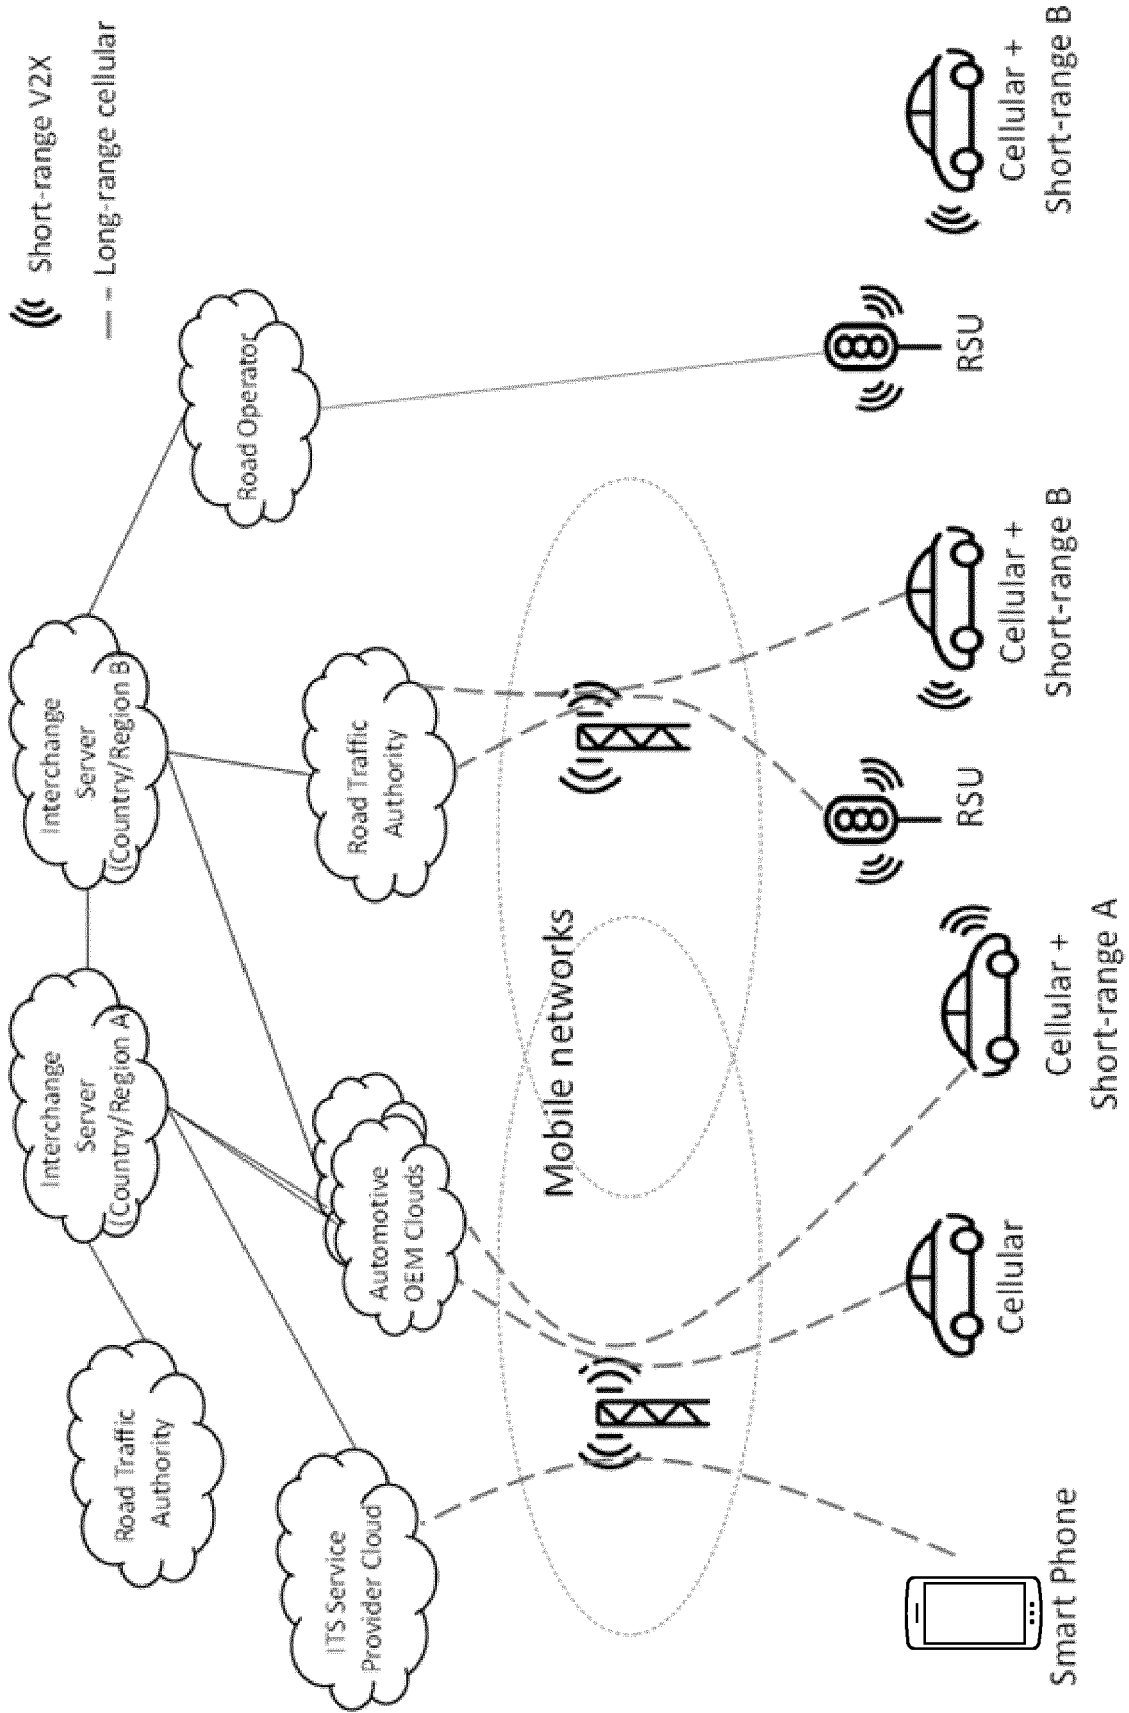 Short-range V2X
Long-range cellular
Interchange
Server
(Country/Region A)
Interchange
Server
(Country/Region B)
Road Traffic
Authority
Road Operator
ITS Service
Provider Cloud
Automotive
OEM Clouds
Road Traffic
Authority
Mobile networks
Smart Phone
Cellular
Cellular +
Short-range A
RSU
Cellular +
Short-range B
RSU
Cellular +
Short-range B